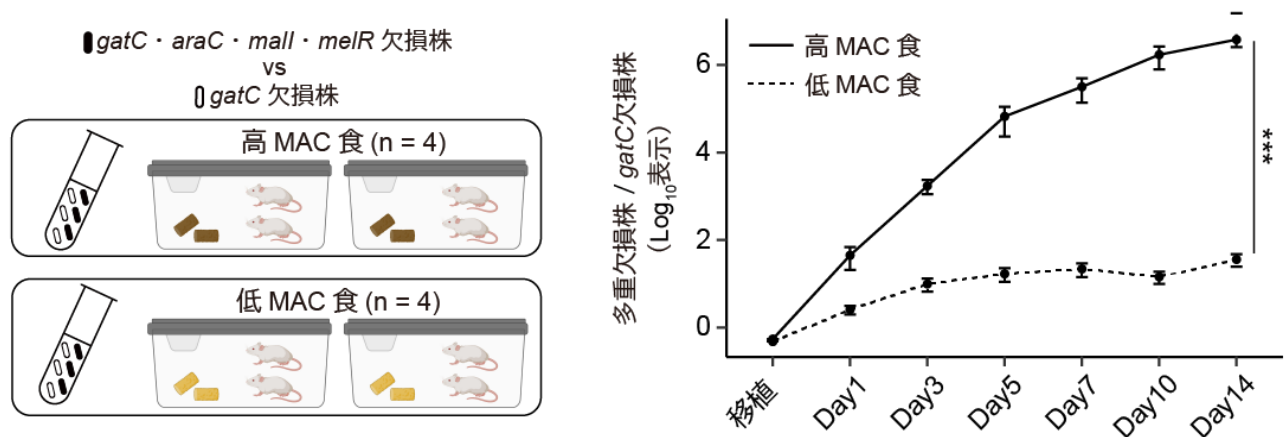 gatC・araC・malI・melR 欠損株
vs
gatC 欠損株
高 MAC 食 (n = 4)
低 MAC 食 (n = 4)
多重欠損株 / gatC欠損株
（Log₁₀表示）
6
4
2
0
高 MAC 食
低 MAC 食
***
移植
Day1
Day3
Day5
Day7
Day10
Day14